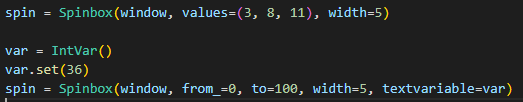 spin = Spinbox(window, values=(3, 8, 11), width=5)
var = IntVar()
var.set(36)
spin = Spinbox(window, from_=0, to=100, width=5, textvariable=var)